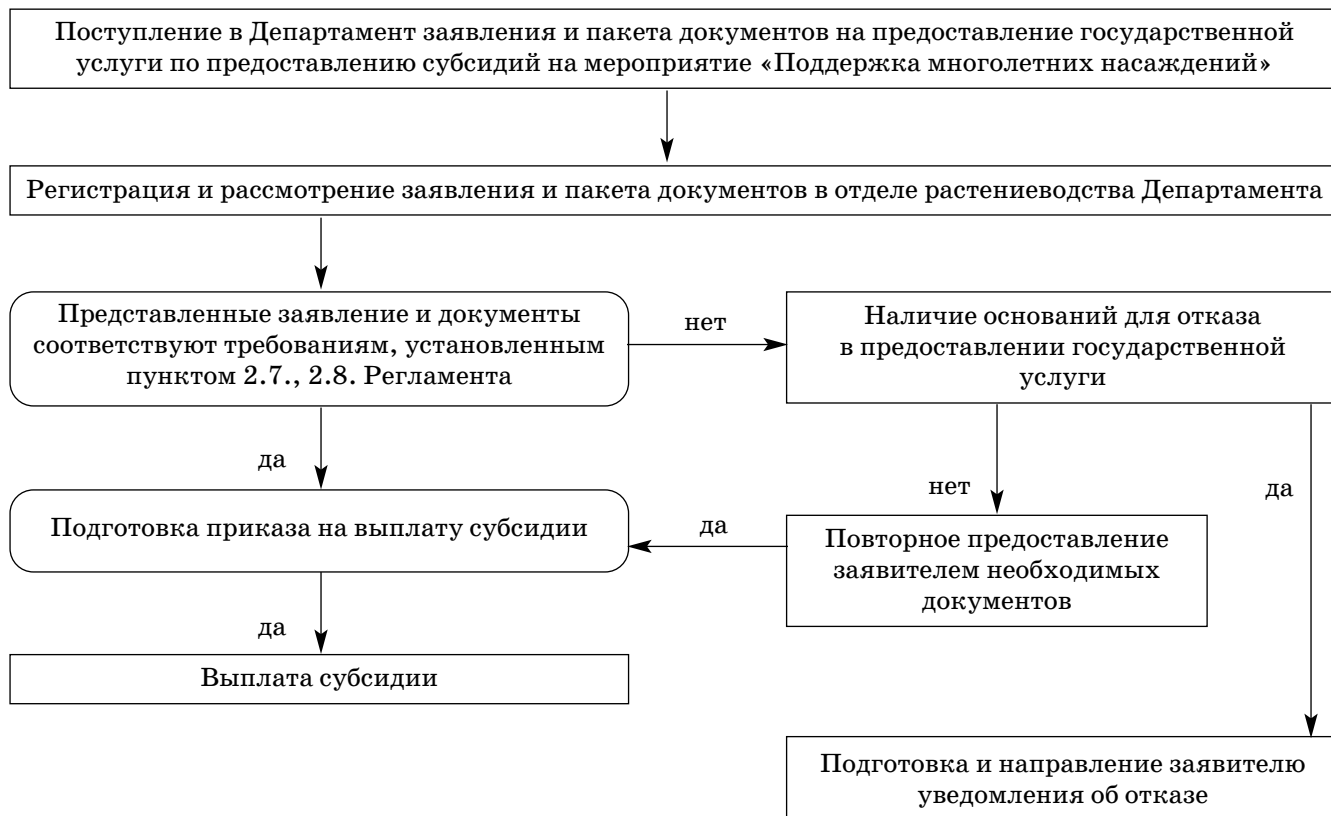 Поступление в Департамент заявления и пакета документов на предоставление государственной
услуги по предоставлению субсидий на мероприятие «Поддержка многолетних насаждений»
Регистрация и рассмотрение заявления и пакета документов в отделе растениеводства Департамента
Представленные заявление и документы
соответствуют требованиям, установленным
пунктом 2.7., 2.8. Регламента
нет
Наличие оснований для отказа
в предоставлении государственной
услуги
да
нет
да
Подготовка приказа на выплату субсидии
да
Повторное предоставление
заявителем необходимых
документов
да
Выплата субсидии
Подготовка и направление заявителю
уведомления об отказе